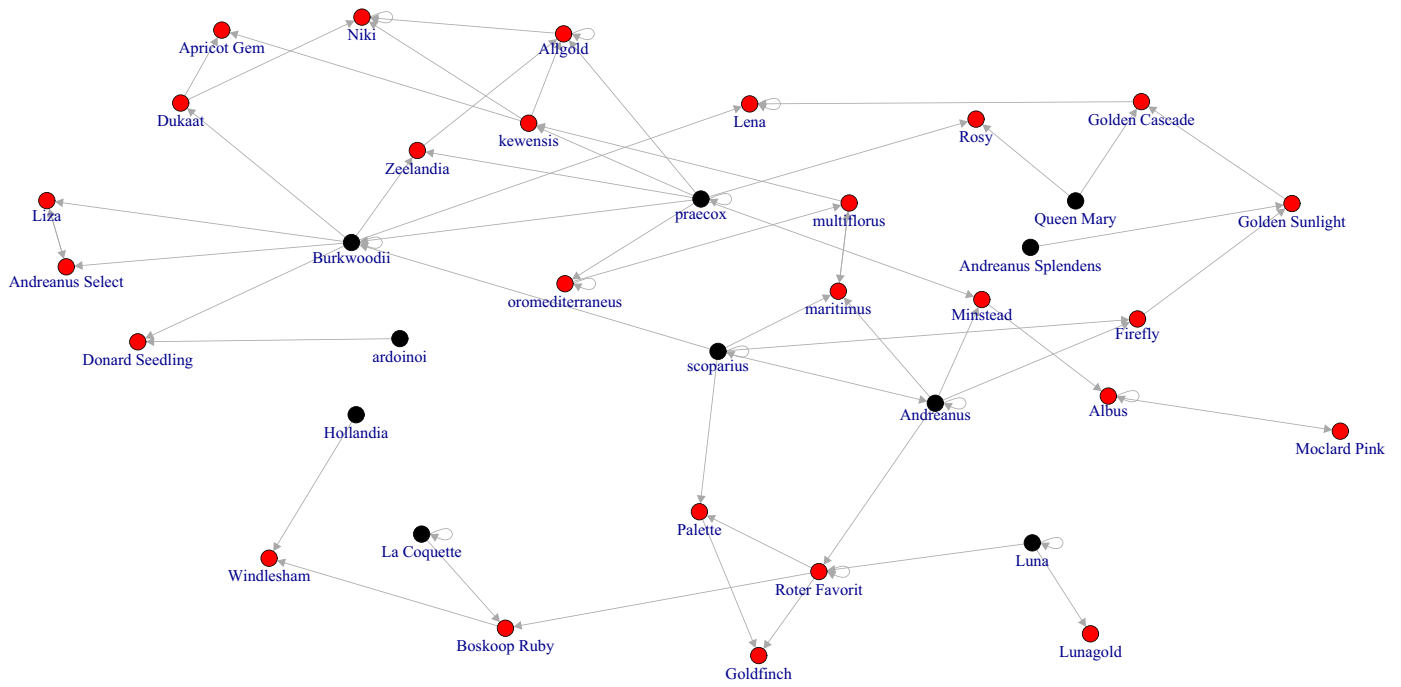 Niki
Apricot Gem
Allgold
Dukaat
Lena
Golden Cascade
Rosy
kewensis
Zeelandia
Liza
praecox
Queen Mary
multiflorus
Golden Sunlight
Burkwoodii
Andreanus Splendens
Andreanus Select
oromediterraneus
maritimus
Minstead
Firefly
Donard Seedling
ardoinoi
scoparius
Andreanus
Albus
Hollandia
Moclard Pink
Palette
La Coquette
Luna
Windlesham
Roter Favorit
Boskoop Ruby
Lunagold
Goldfinch